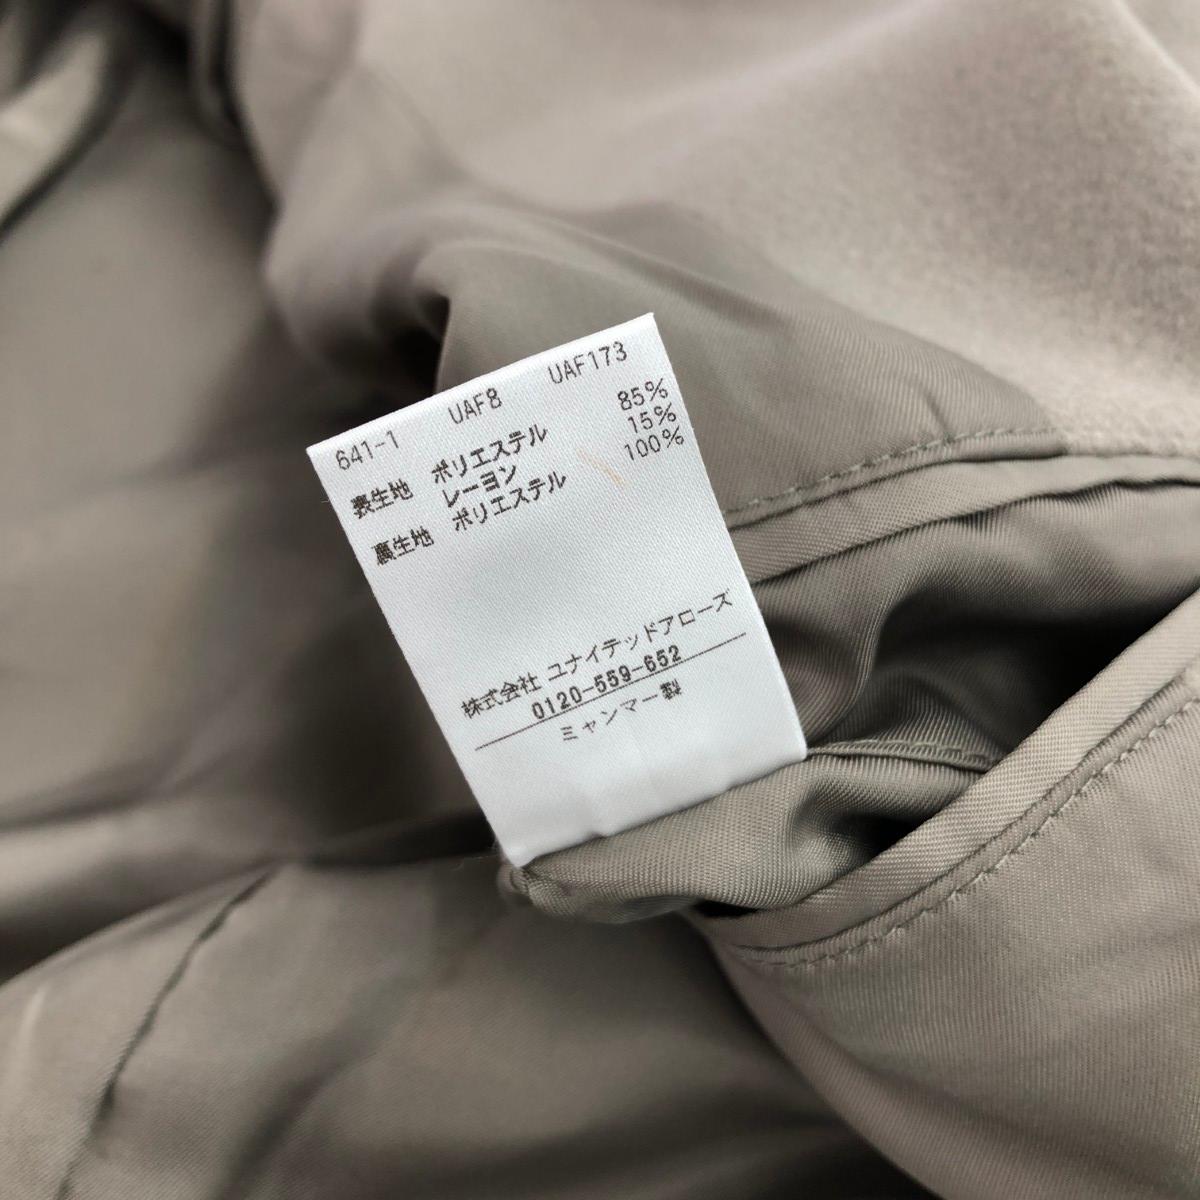 641-1 UAF8 UAF173
表生地 ポリエステル 85%
レーヨン 15%
裏生地 ポリエステル 100%
株式会社 ユナイテッドアローズ
0120-559-652
ミャンマー製